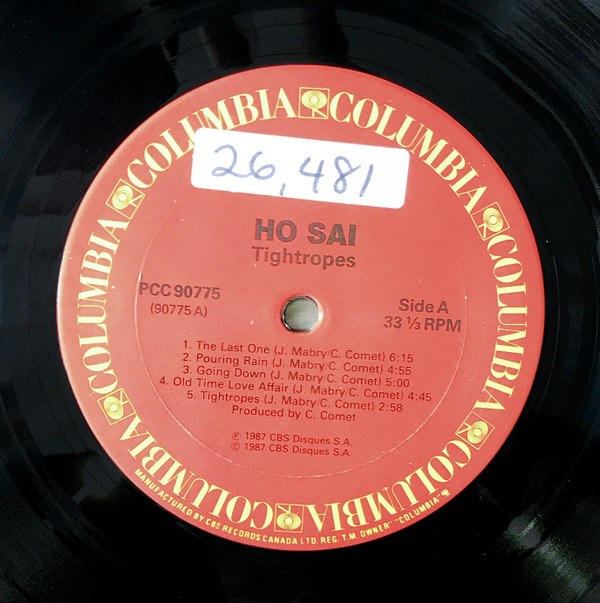 COLUMBIA COLUMBIA COLUMBIA COLUMBIA COLUMBIA COLUMBIA COLUMBIA COLUMBIA
26,481
HO SAI
Tightropes
PCC 90775
(90775 A)
Side A
33 ⅓ RPM
1. The Last One (J. Mabry/C. Comet) 6:15
2. Pouring Rain (J. Mabry/C. Comet) 4:55
3. Going Down (J. Mabry/C. Comet) 5:00
4. Old Time Love Affair (J. Mabry/C. Comet) 4:45
5. Tightropes (J. Mabry/C. Comet) 2:58
Produced by C. Comet
℗ 1987 CBS Disques S.A.
© 1987 CBS Disques S.A.
MANUFACTURED BY CBS RECORDS CANADA LTD. REG. T.M. OWNER "COLUMBIA"